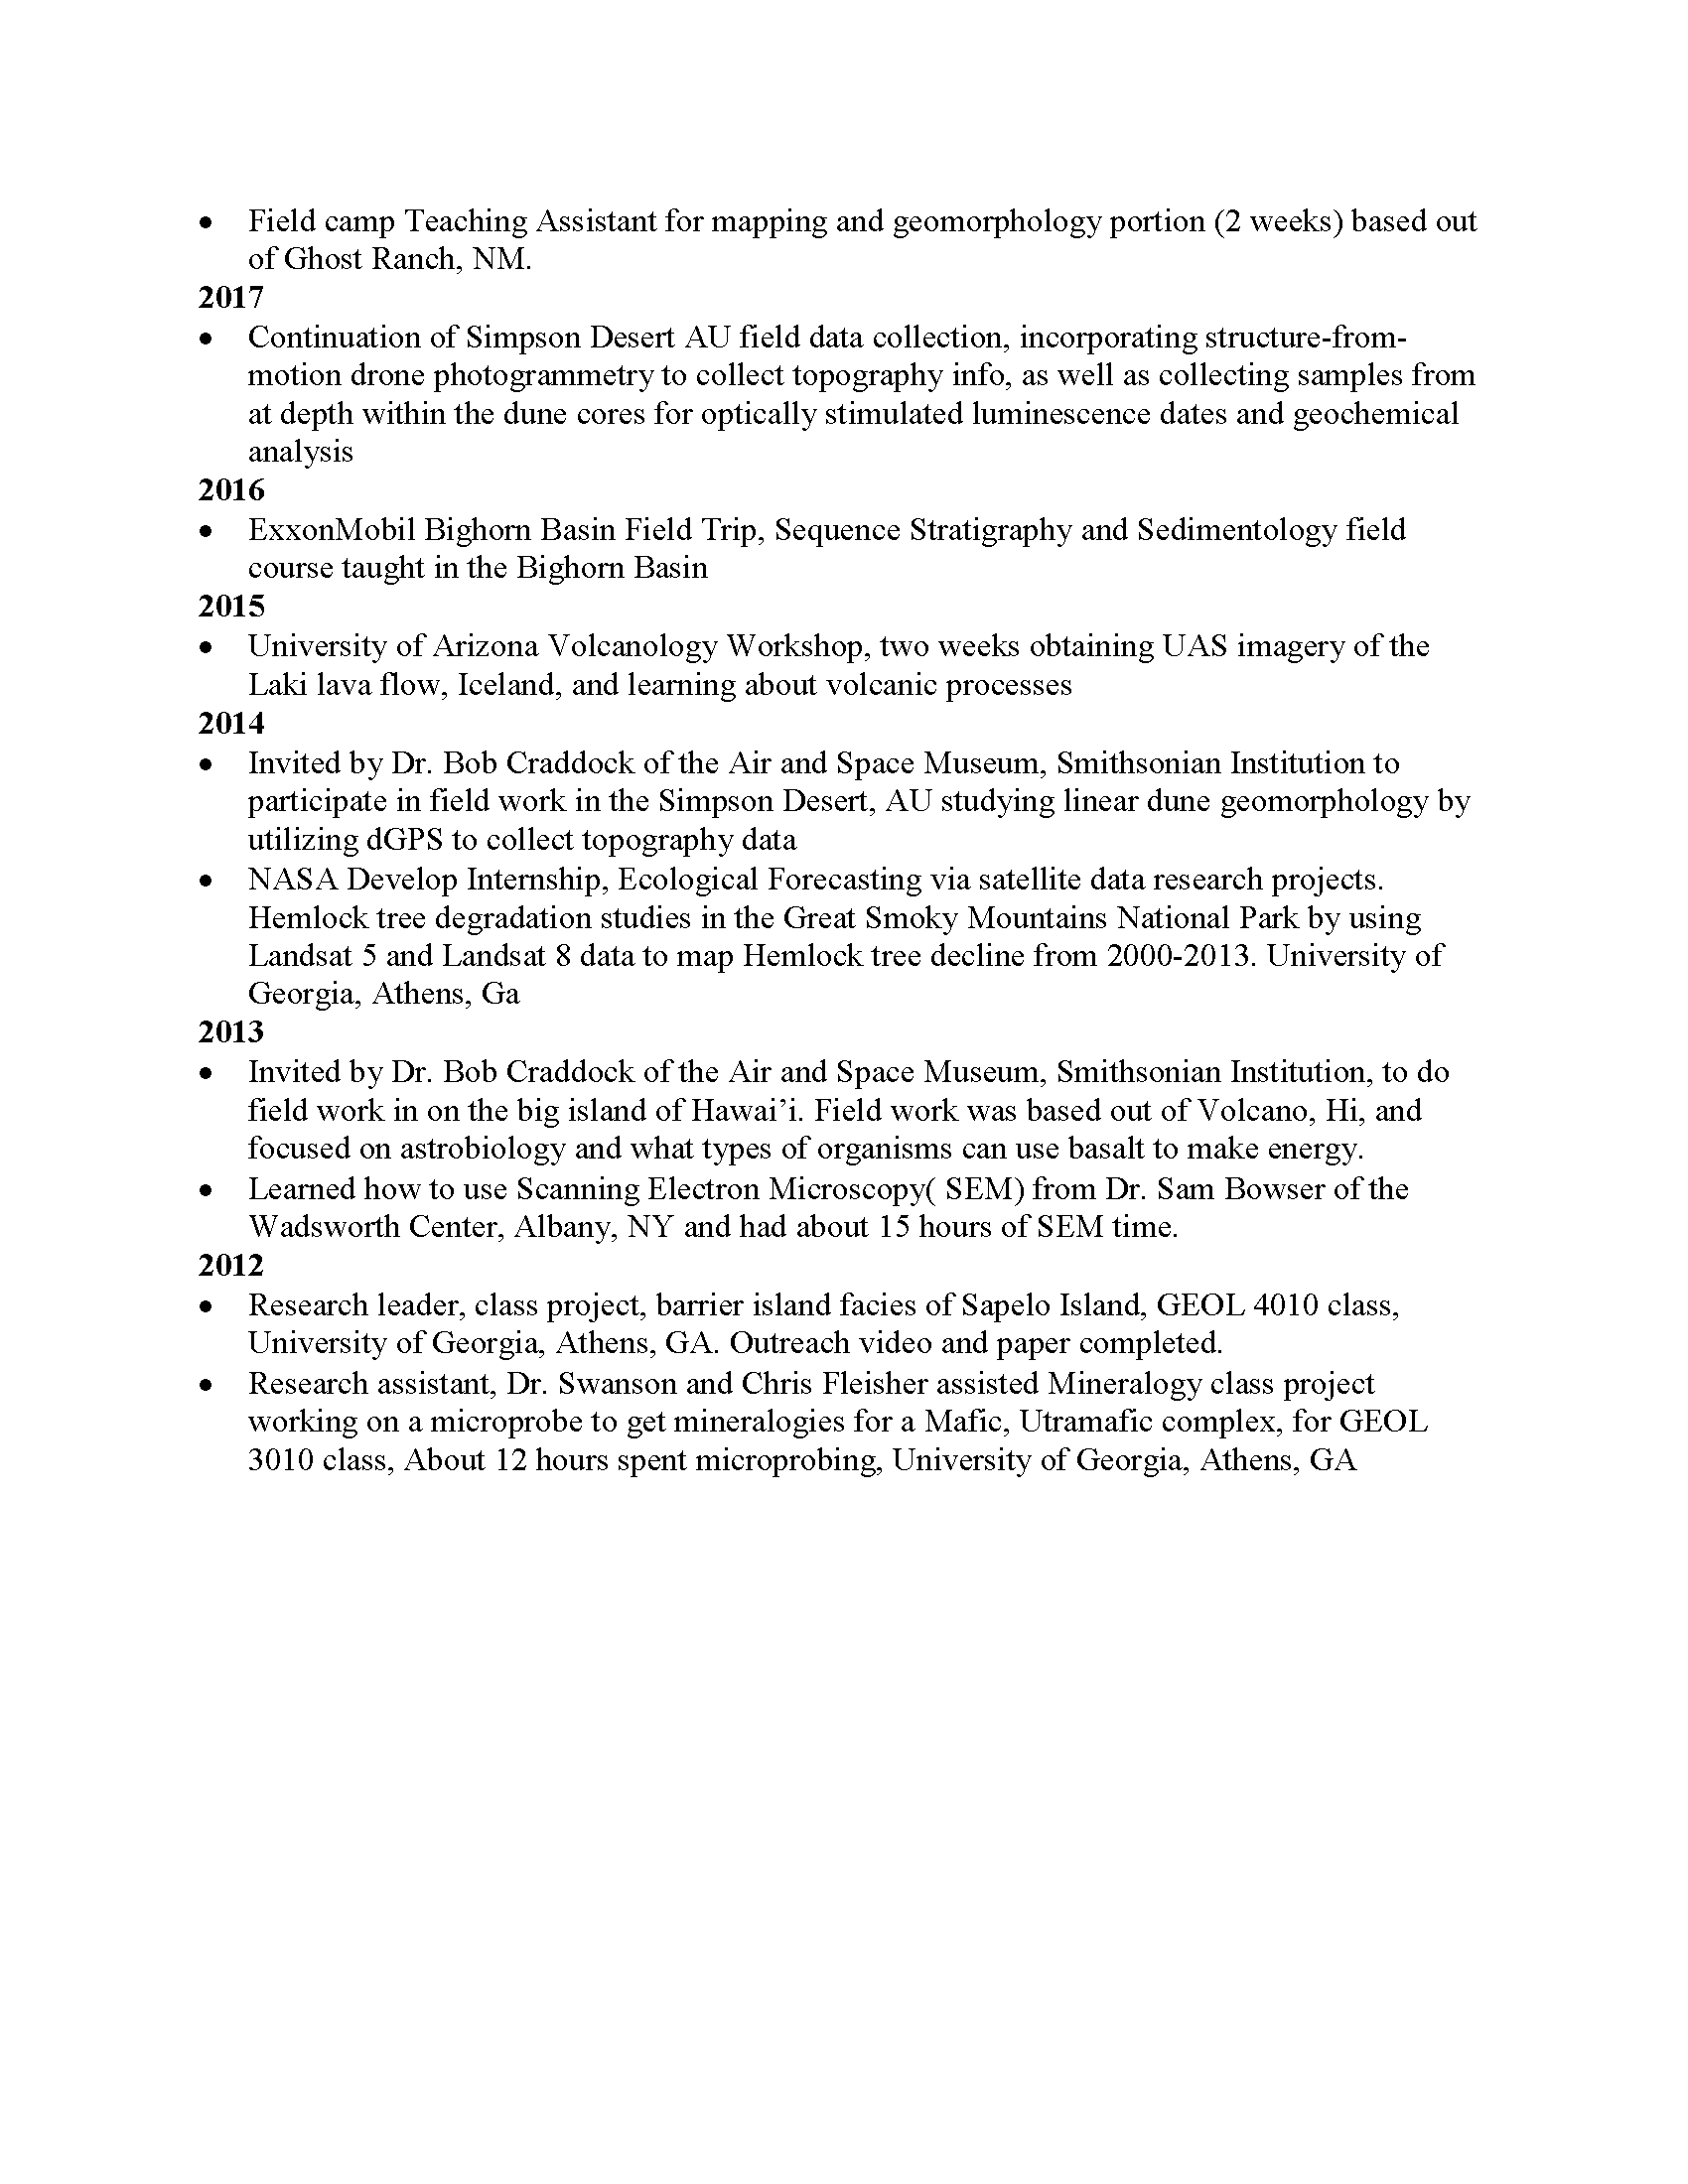 • Field camp Teaching Assistant for mapping and geomorphology portion (2 weeks) based out
of Ghost Ranch, NM.
2017
• Continuation of Simpson Desert AU field data collection, incorporating structure-from-
motion drone photogrammetry to collect topography info, as well as collecting samples from
at depth within the dune cores for optically stimulated luminescence dates and geochemical
analysis
2016
• ExxonMobil Bighorn Basin Field Trip, Sequence Stratigraphy and Sedimentology field
course taught in the Bighorn Basin
2015
• University of Arizona Volcanology Workshop, two weeks obtaining UAS imagery of the
Laki lava flow, Iceland, and learning about volcanic processes
2014
• Invited by Dr. Bob Craddock of the Air and Space Museum, Smithsonian Institution to
participate in field work in the Simpson Desert, AU studying linear dune geomorphology by
utilizing dGPS to collect topography data
• NASA Develop Internship, Ecological Forecasting via satellite data research projects.
Hemlock tree degradation studies in the Great Smoky Mountains National Park by using
Landsat 5 and Landsat 8 data to map Hemlock tree decline from 2000-2013. University of
Georgia, Athens, Ga
2013
• Invited by Dr. Bob Craddock of the Air and Space Museum, Smithsonian Institution, to do
field work in on the big island of Hawai’i. Field work was based out of Volcano, Hi, and
focused on astrobiology and what types of organisms can use basalt to make energy.
• Learned how to use Scanning Electron Microscopy( SEM) from Dr. Sam Bowser of the
Wadsworth Center, Albany, NY and had about 15 hours of SEM time.
2012
• Research leader, class project, barrier island facies of Sapelo Island, GEOL 4010 class,
University of Georgia, Athens, GA. Outreach video and paper completed.
• Research assistant, Dr. Swanson and Chris Fleisher assisted Mineralogy class project
working on a microprobe to get mineralogies for a Mafic, Utramafic complex, for GEOL
3010 class, About 12 hours spent microprobing, University of Georgia, Athens, GA